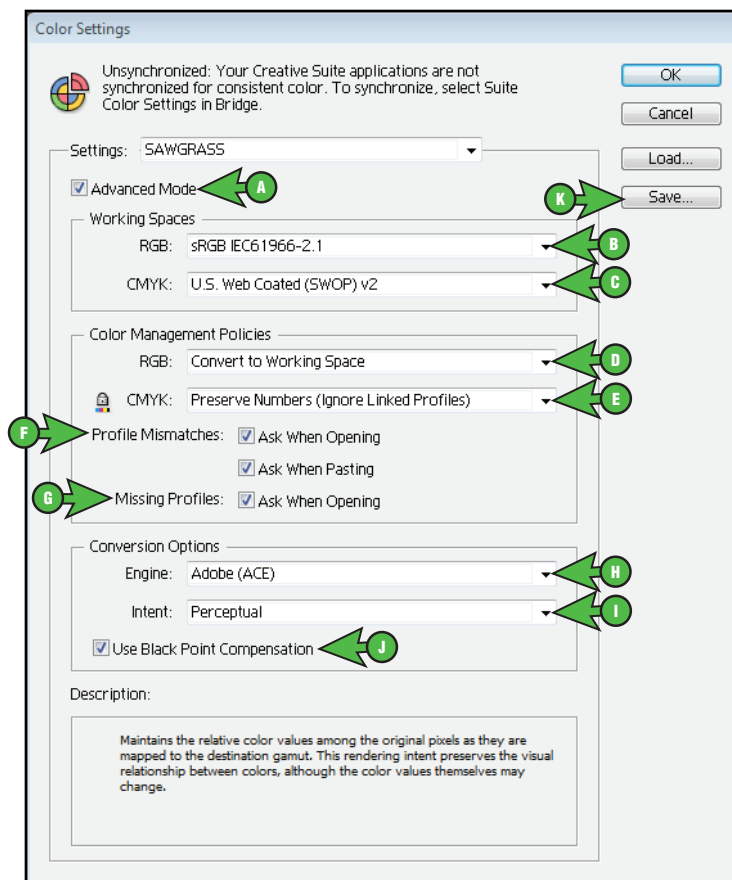 Color Settings
Unsynchronized: Your Creative Suite applications are not
synchronized for consistent color. To synchronize, select Suite
Color Settings in Bridge.
OK
Cancel
Load...
Save...
K
Settings: SAWGRASS
Advanced Mode
A
Working Spaces
RGB: sRGB IEC61966-2.1
B
CMYK: U.S. Web Coated (SWOP) v2
C
Color Management Policies
RGB: Convert to Working Space
D
CMYK: Preserve Numbers (Ignore Linked Profiles)
E
F
Profile Mismatches: Ask When Opening
Ask When Pasting
G
Missing Profiles: Ask When Opening
Conversion Options
Engine: Adobe (ACE)
H
Intent: Perceptual
I
Use Black Point Compensation
J
Description:
Maintains the relative color values among the original pixels as they are
mapped to the destination gamut. This rendering intent preserves the visual
relationship between colors, although the color values themselves may
change.